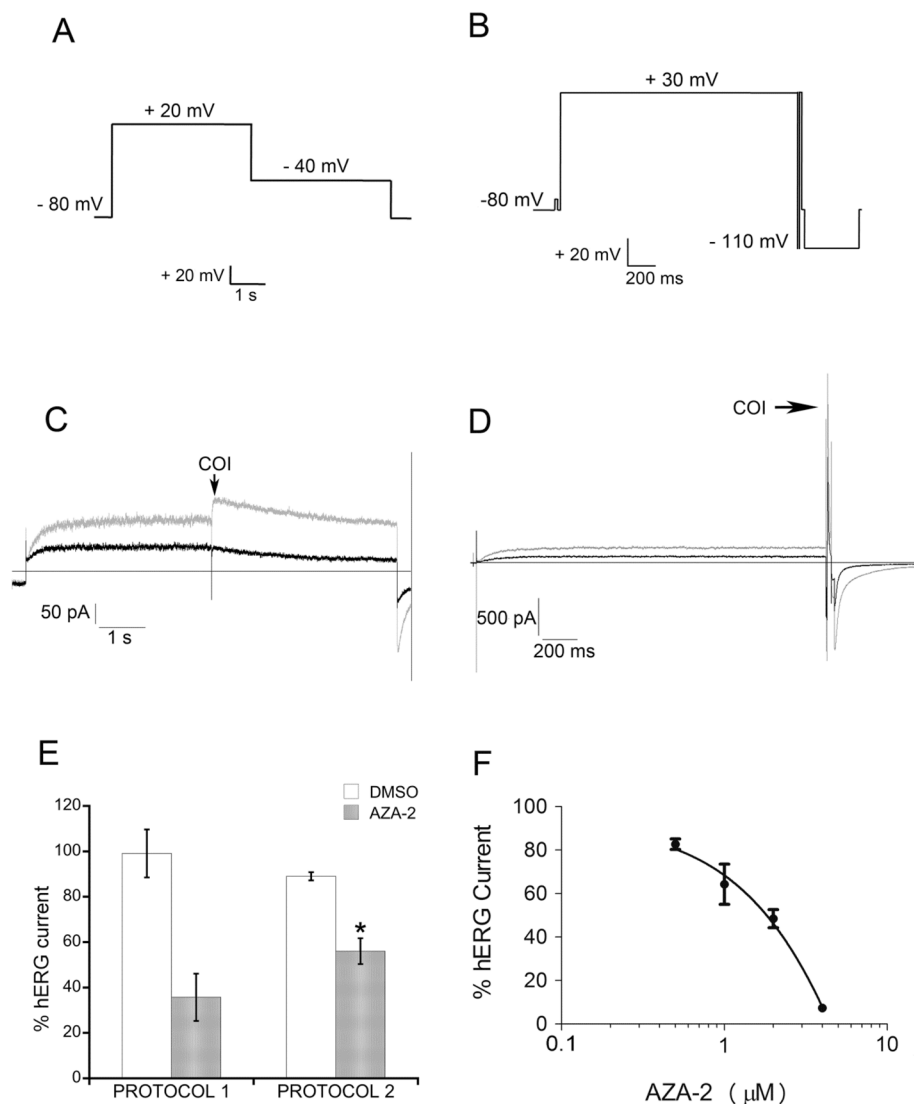 A
+ 20 mV
- 40 mV
- 80 mV
+ 20 mV
1 s
B
+ 30 mV
-80 mV
- 110 mV
+ 20 mV
200 ms
C
COI
50 pA
1 s
D
COI
500 pA
200 ms
E
DMSO
AZA-2
120
100
80
60
40
20
0
% hERG current
*
PROTOCOL 1
PROTOCOL 2
F
100
80
60
40
20
0
% hERG Current
0.1
1
10
AZA-2 ( μM )